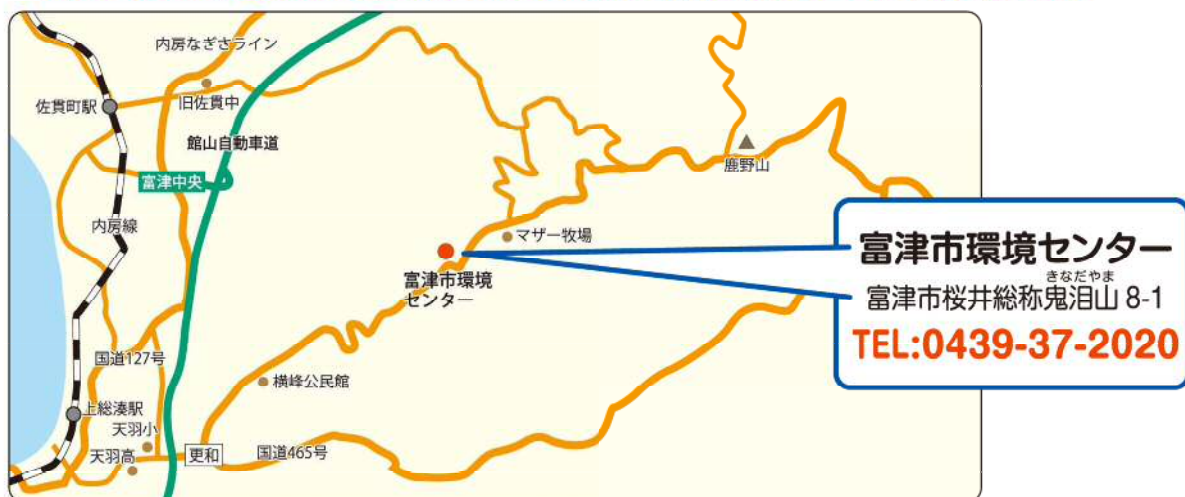 内房なぎさライン
佐貫町駅
旧佐貫中
館山自動車道
鹿野山
富津中央
内房線
マザー牧場
富津市環境
センター
富津市環境センター
きなだやま
富津市桜井総称鬼泪山 8-1
TEL:0439-37-2020
国道127号
横峰公民館
上総湊駅
天羽小
天羽高
更和
国道465号